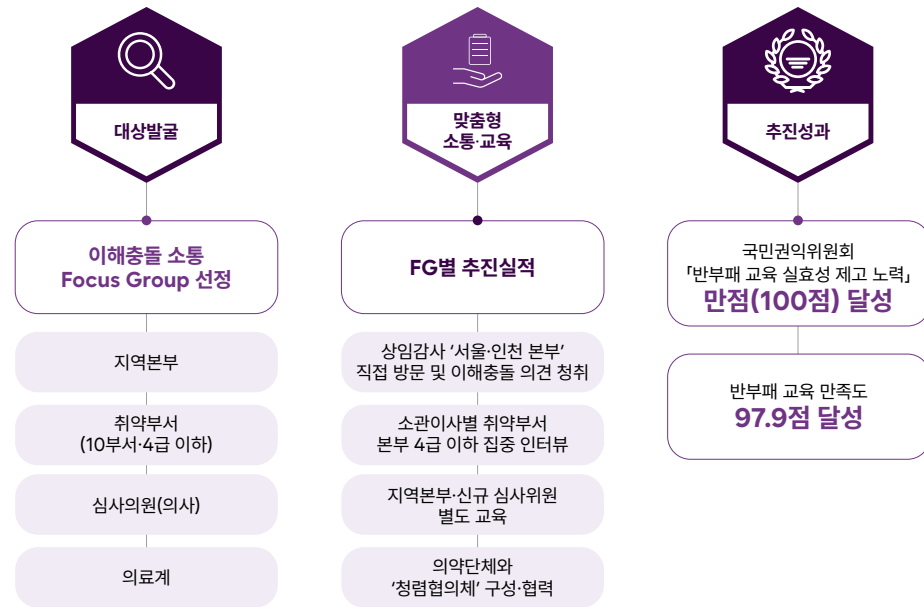 대상발굴
이해충돌 소통
Focus Group 선정
지역본부
취약부서
(10부서·4급 이하)
심사의원(의사)
의료계
맞춤형
소통·교육
FG별 추진실적
상임감사 ‘서울·인천 본부’
직접 방문 및 이해충돌 의견 청취
소관이사별 취약부서
본부 4급 이하 집중 인터뷰
지역본부·신규 심사위원
별도 교육
의약단체와
‘청렴협의체’ 구성·협력
추진성과
국민권익위원회
「반부패 교육 실효성 제고 노력」
만점(100점) 달성
반부패 교육 만족도
97.9점 달성